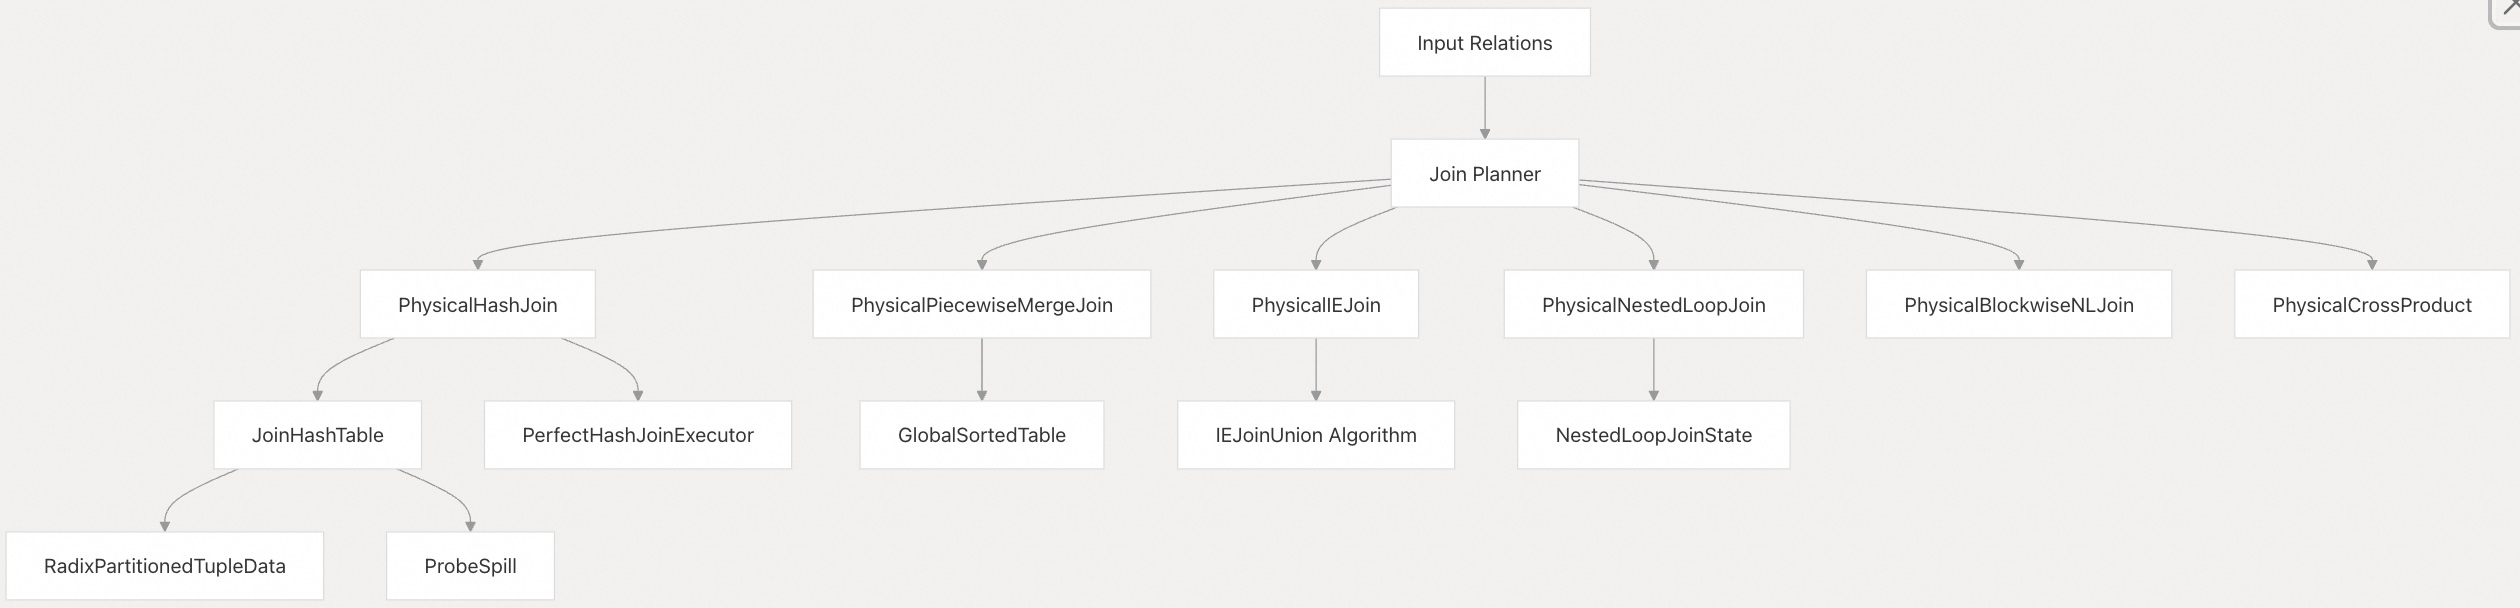 Input Relations
Join Planner
PhysicalHashJoin
PhysicalPiecewiseMergeJoin
PhysicalIEJoin
PhysicalNestedLoopJoin
PhysicalBlockwiseNLJoin
PhysicalCrossProduct
JoinHashTable
PerfectHashJoinExecutor
GlobalSortedTable
IEJoinUnion Algorithm
NestedLoopJoinState
RadixPartitionedTupleData
ProbeSpill